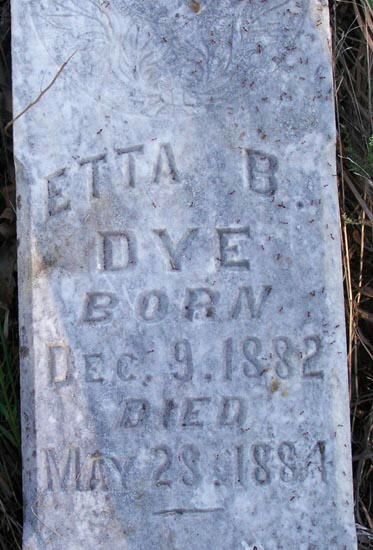 ETTA B.
DYE
BORN
DEC. 9. 1882
DIED
MAY 28. 1884